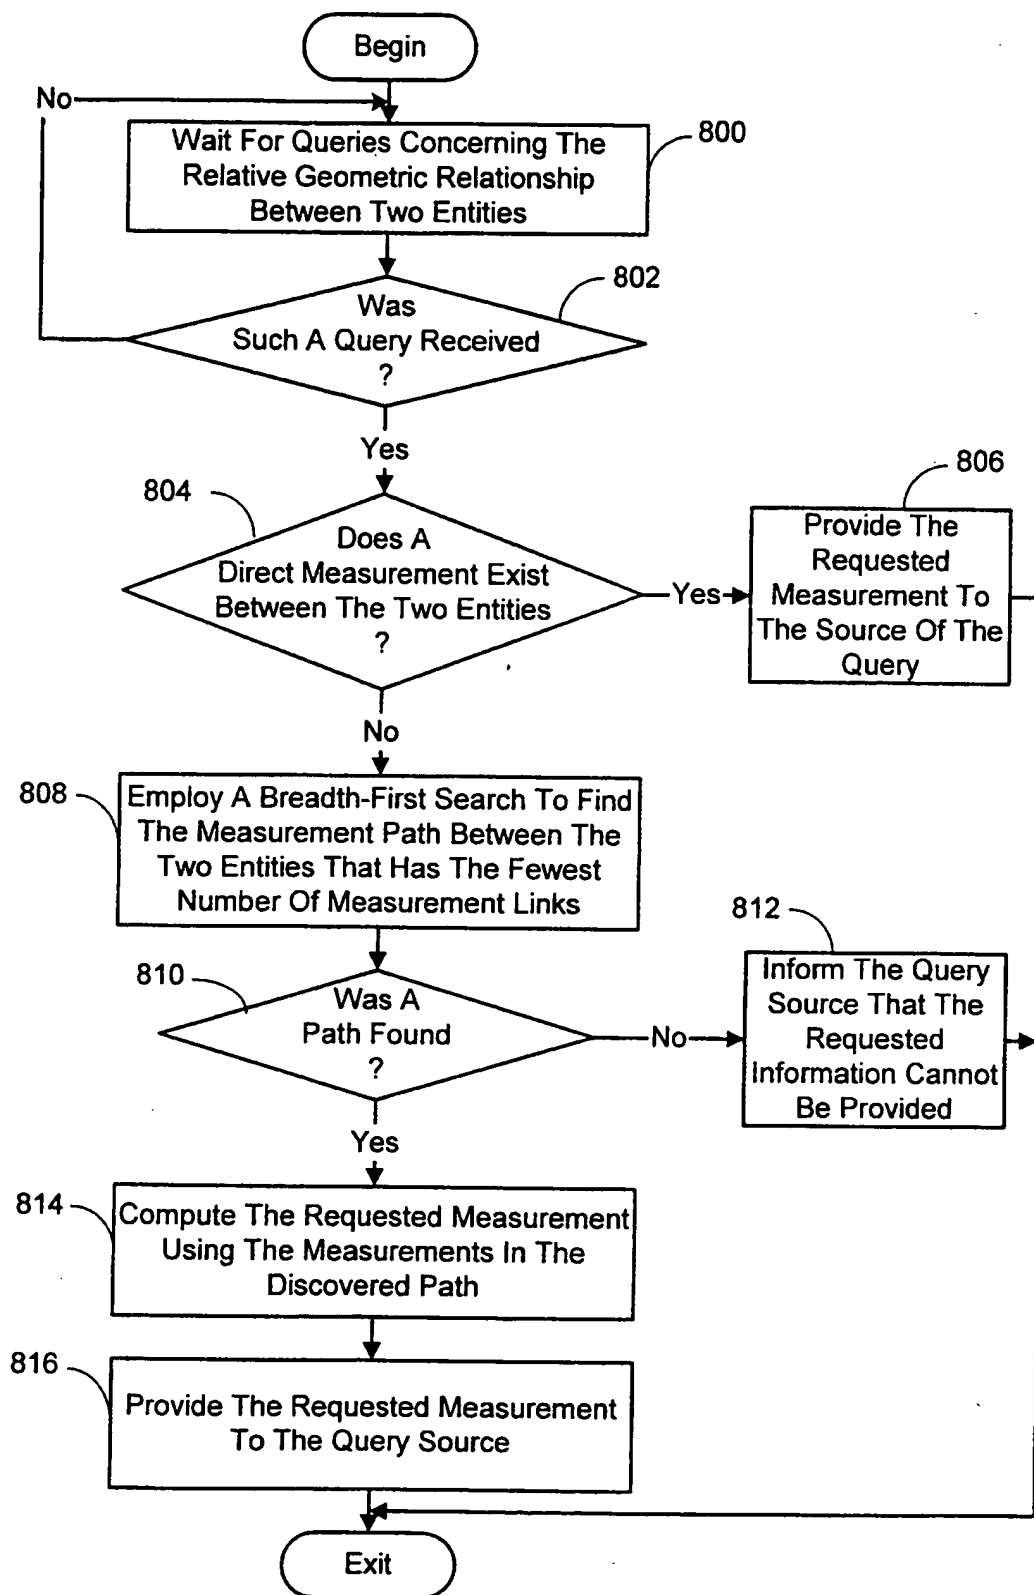 Begin
No
Wait For Queries Concerning The
Relative Geometric Relationship
Between Two Entities
800
802
Was
Such A Query Received
?
Yes
804
Does A
Direct Measurement Exist
Between The Two Entities
?
Yes
806
Provide The
Requested
Measurement To
The Source Of The
Query
No
808
Employ A Breadth-First Search To Find
The Measurement Path Between The
Two Entities That Has The Fewest
Number Of Measurement Links
810
Was A
Path Found
?
No
812
Inform The Query
Source That The
Requested
Information Cannot
Be Provided
Yes
814
Compute The Requested Measurement
Using The Measurements In The
Discovered Path
816
Provide The Requested Measurement
To The Query Source
Exit